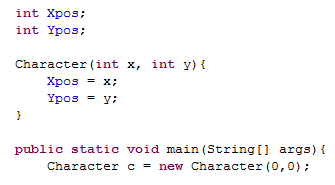 int Xpos;
int Ypos;
Character(int x, int y){
Xpos = x;
Ypos = y;
}
public static void main(String[] args){
Character c = new Character(0,0);